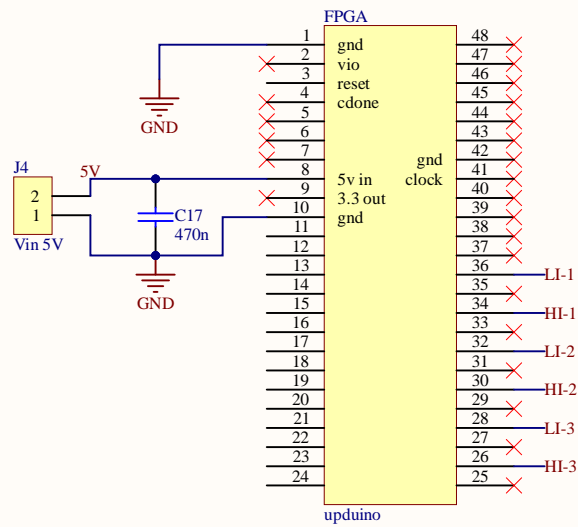 FPGA
1 gnd 48
2 vio 47
3 reset 46
4 cdone 45
5 44
6 43
7 gnd 42
8 5v in clock 41
9 3.3 out 40
10 gnd 39
11 38
12 37
13 36 LI-1
14 35
15 34 HI-1
16 33
17 32 LI-2
18 31
19 30 HI-2
20 29
21 28 LI-3
22 27
23 26 HI-3
24 25
upduino
GND
J4
5V
2
1
Vin 5V
C17
470n
GND